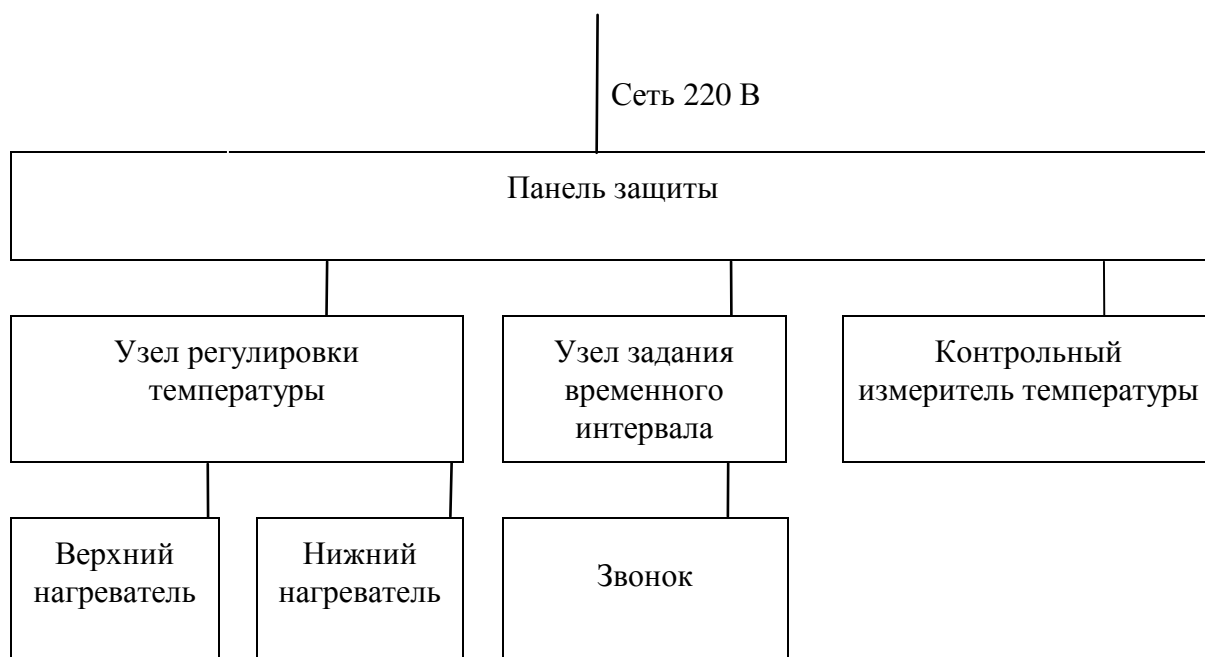 Сеть 220 В
Панель защиты
Узел регулировки
температуры
Узел задания
временного
интервала
Контрольный
измеритель температуры
Верхний
нагреватель
Нижний
нагреватель
Звонок